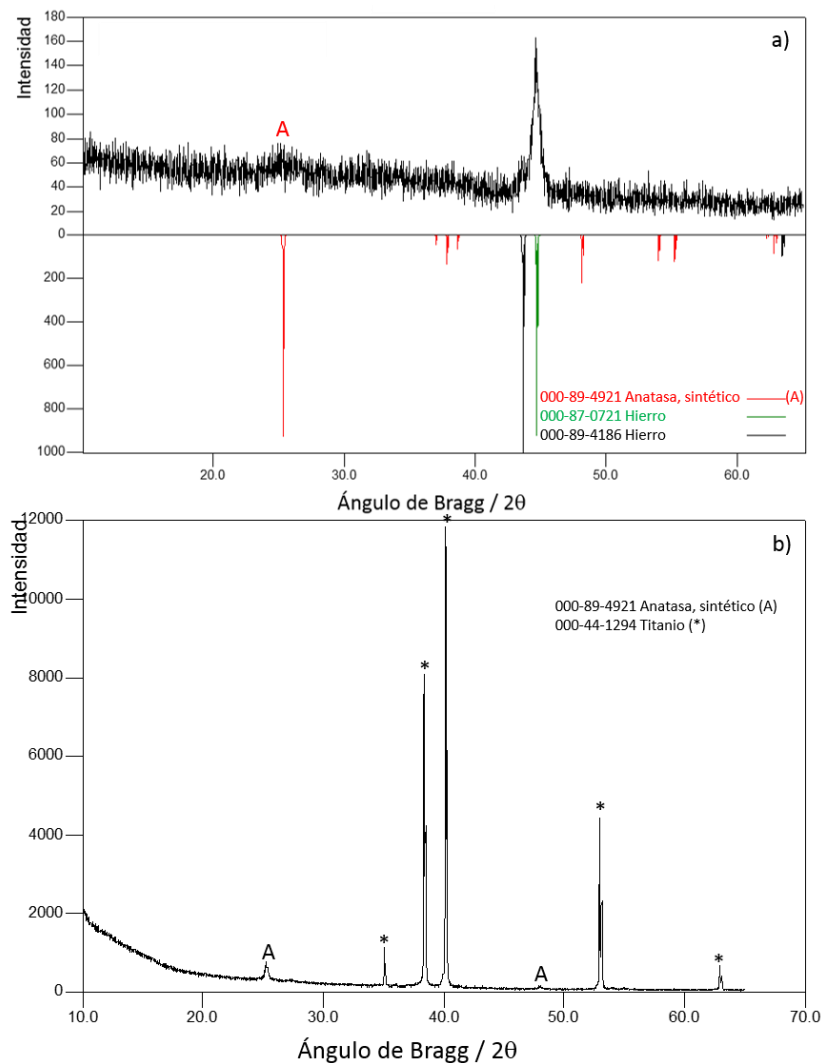 180
160
140
120
100
80
60
40
20
0
Intensidad
a)
A
200
400
600
800
1000
000-89-4921 Anatasa, sintético (A)
000-87-0721 Hierro
000-89-4186 Hierro
20.0 30.0 40.0 50.0 60.0
Ángulo de Bragg / 2θ
12000
10000
8000
6000
4000
2000
0
Intensidad
b)
000-89-4921 Anatasa, sintético (A)
000-44-1294 Titanio (*)
*
*
*
A
*
A
*
10.0 20.0 30.0 40.0 50.0 60.0 70.0
Ángulo de Bragg / 2θ